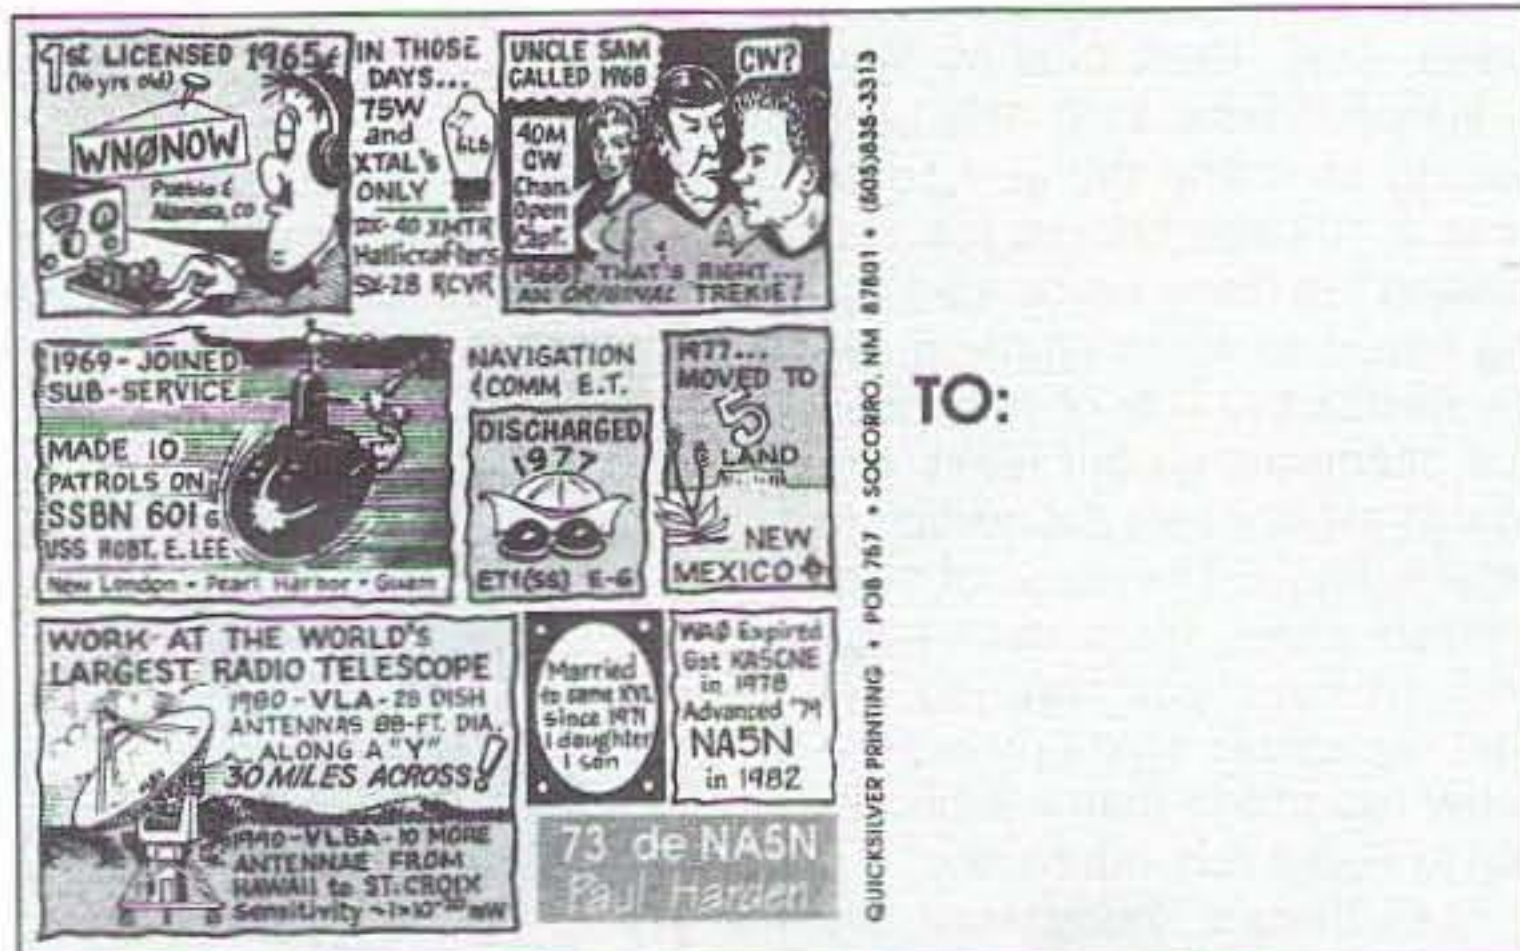 1st LICENSED 1965
(16 yrs old)
WNØNOW
Pueblo &
Alamosa, CO
IN THOSE
DAYS...
75W
and
XTAL'S
ONLY
6L6
DX-40 XMTR
Hallicrafters
SX-28 RCVR
UNCLE SAM
CALLED 1968
CW?
40M
CW
Chan.
Open
Capt.
1968? THAT'S RIGHT...
AN ORIGINAL TREKIE!
1969 - JOINED
SUB-SERVICE
MADE 10
PATROLS ON
SSBN 601
USS ROBT. E. LEE
New London - Pearl Harbor - Guam
NAVIGATION
& COMM E.T.
DISCHARGED
1977
ET1(SS) E-6
1977...
MOVED TO
5
LAND
NEW
MEXICO
WORK AT THE WORLD'S
LARGEST RADIO TELESCOPE
1980 - VLA - 28 DISH
ANTENNAS 88-FT. DIA.
ALONG A "Y"
30 MILES ACROSS!
1990 - VLBA - 10 MORE
ANTENNAE FROM
HAWAII to ST. CROIX
Sensitivity
Married
to same XYL
since 1971
1 daughter
1 son
WAØ Expired
Got KA5CNE
in 1978
Advanced '79
NA5N
in 1982
73 de NA5N
Paul Harden
QUICKSILVER PRINTING • POB 767 • SOCORRO, NM 87801 • (505)835-3313
TO: